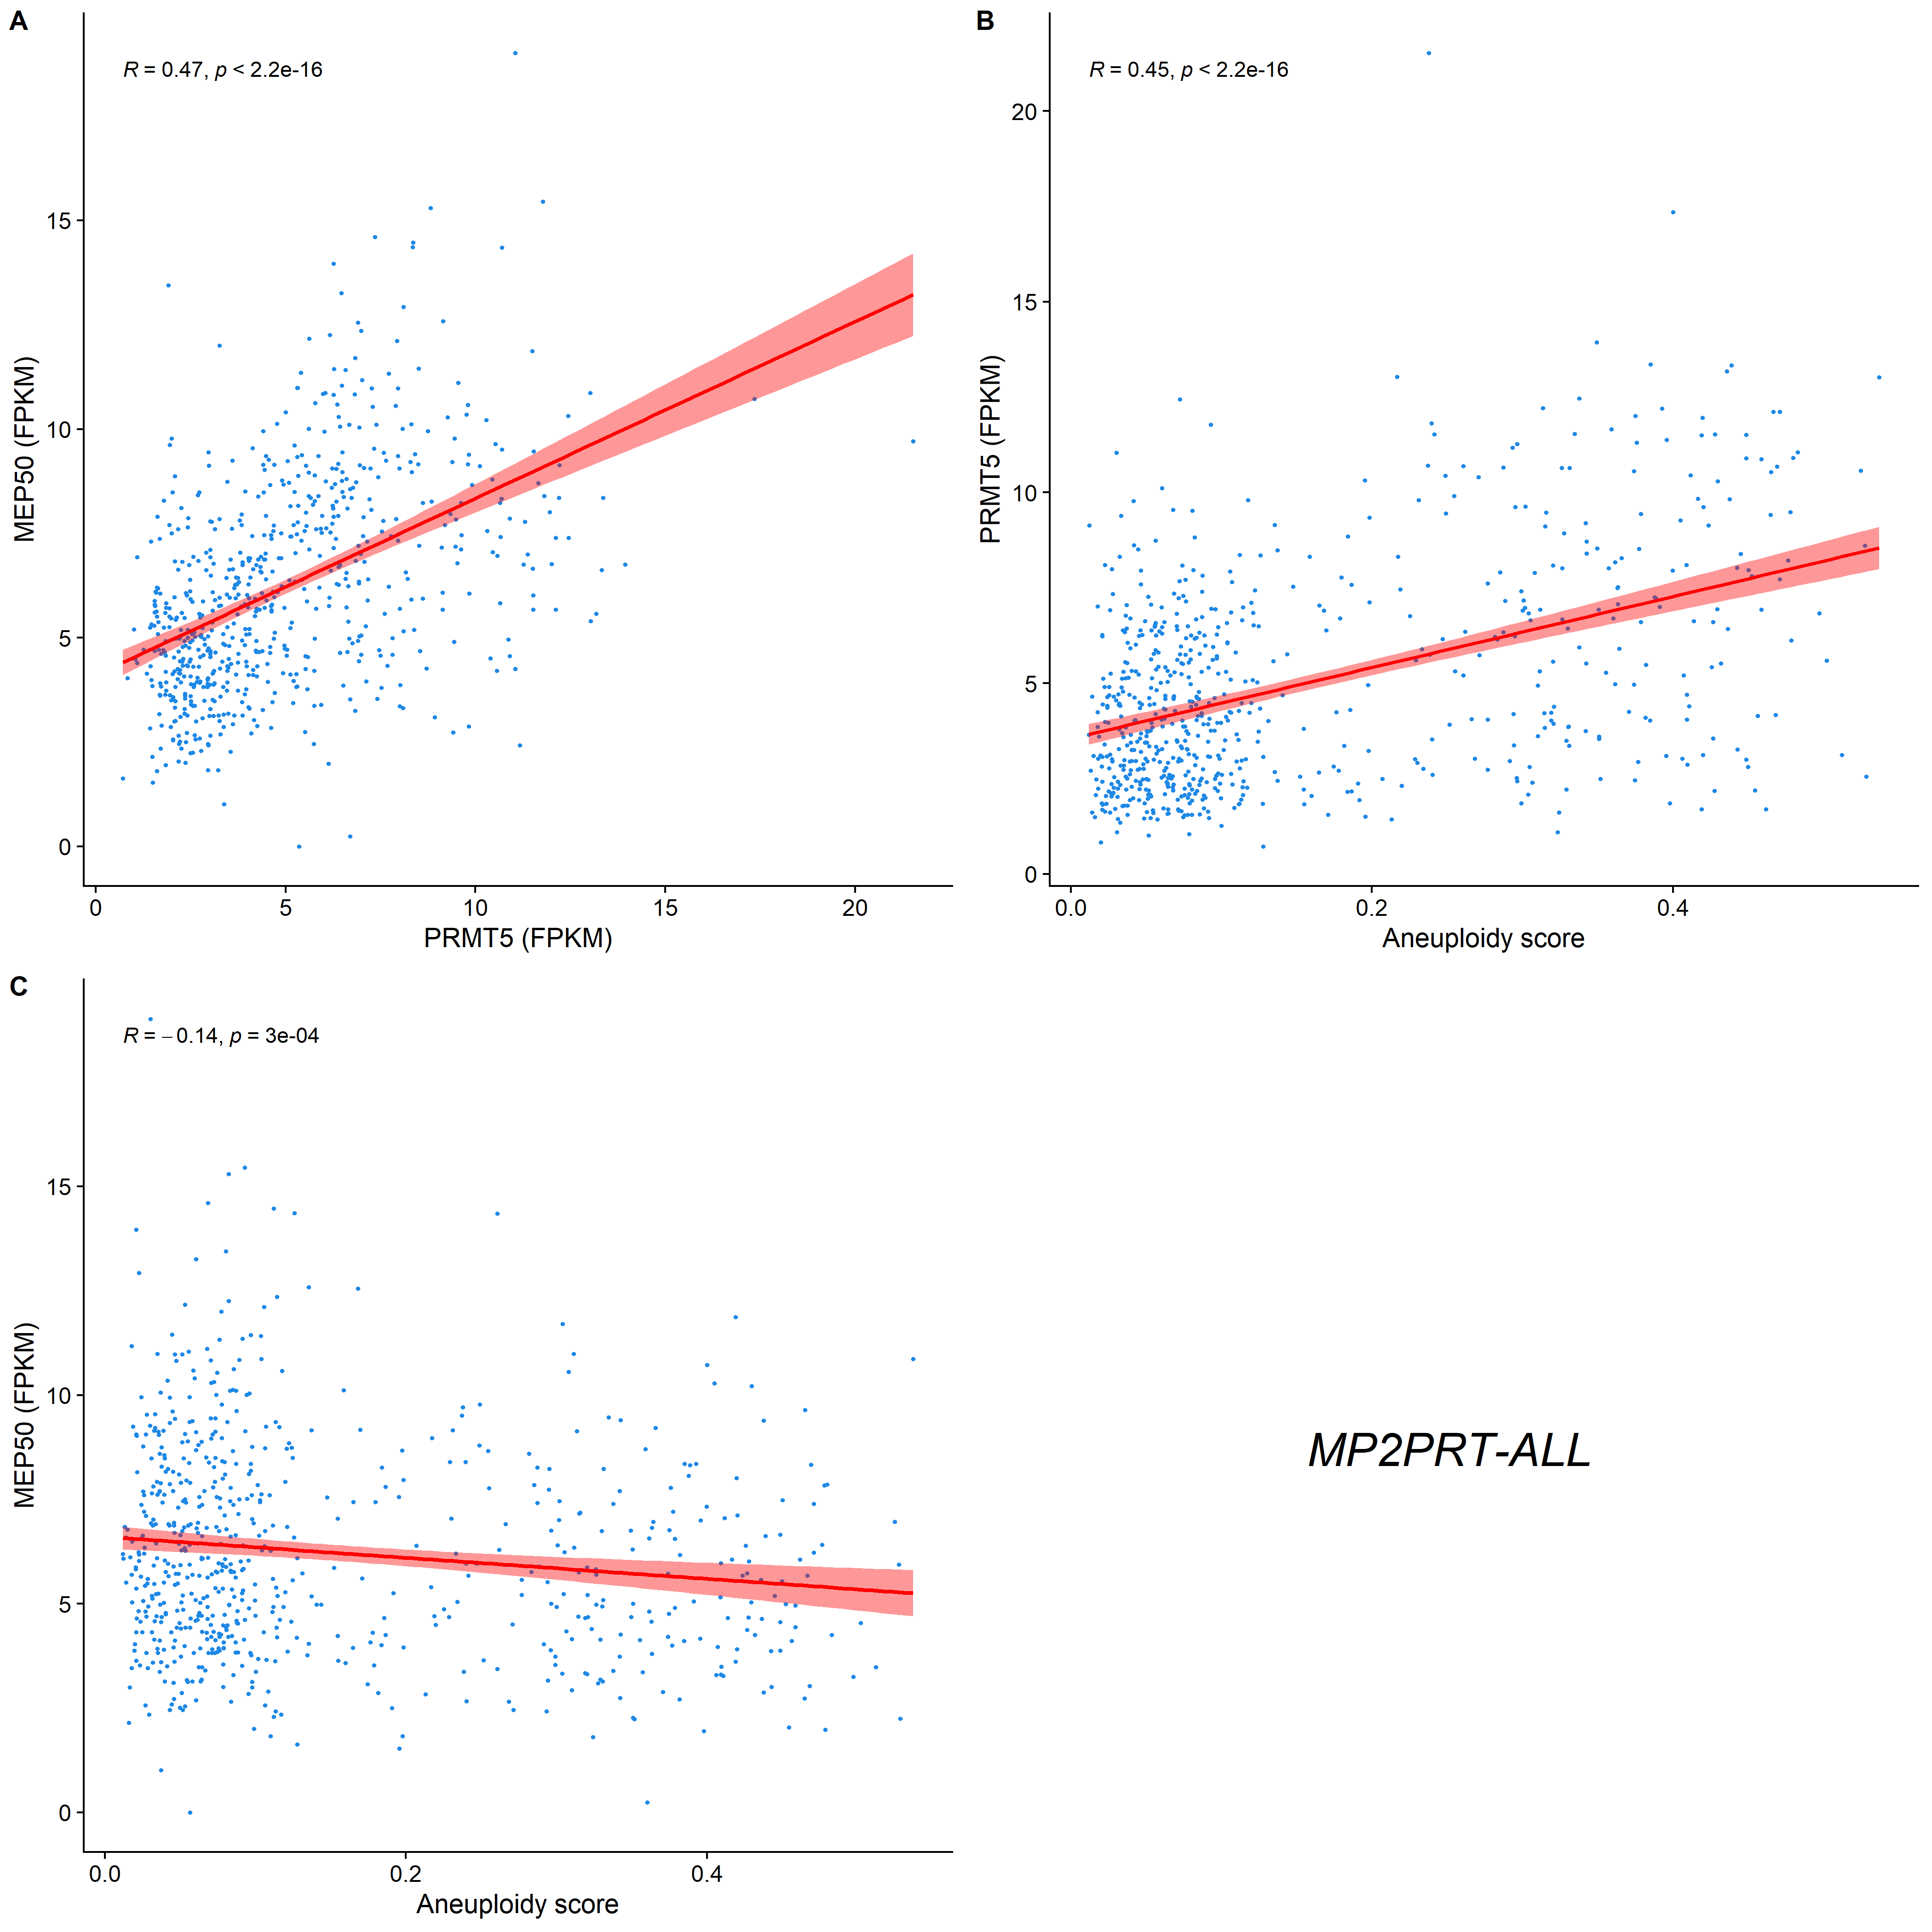 A
R = 0.47, p < 2.2e-16
15
10
5
0
MEP50 (FPKM)
0 5 10 15 20
PRMT5 (FPKM)
B
R = 0.45, p < 2.2e-16
20
15
10
5
0
PRMT5 (FPKM)
0.0 0.2 0.4
Aneuploidy score
C
R = −0.14, p = 3e-04
15
10
5
0
MEP50 (FPKM)
0.0 0.2 0.4
Aneuploidy score
MP2PRT-ALL